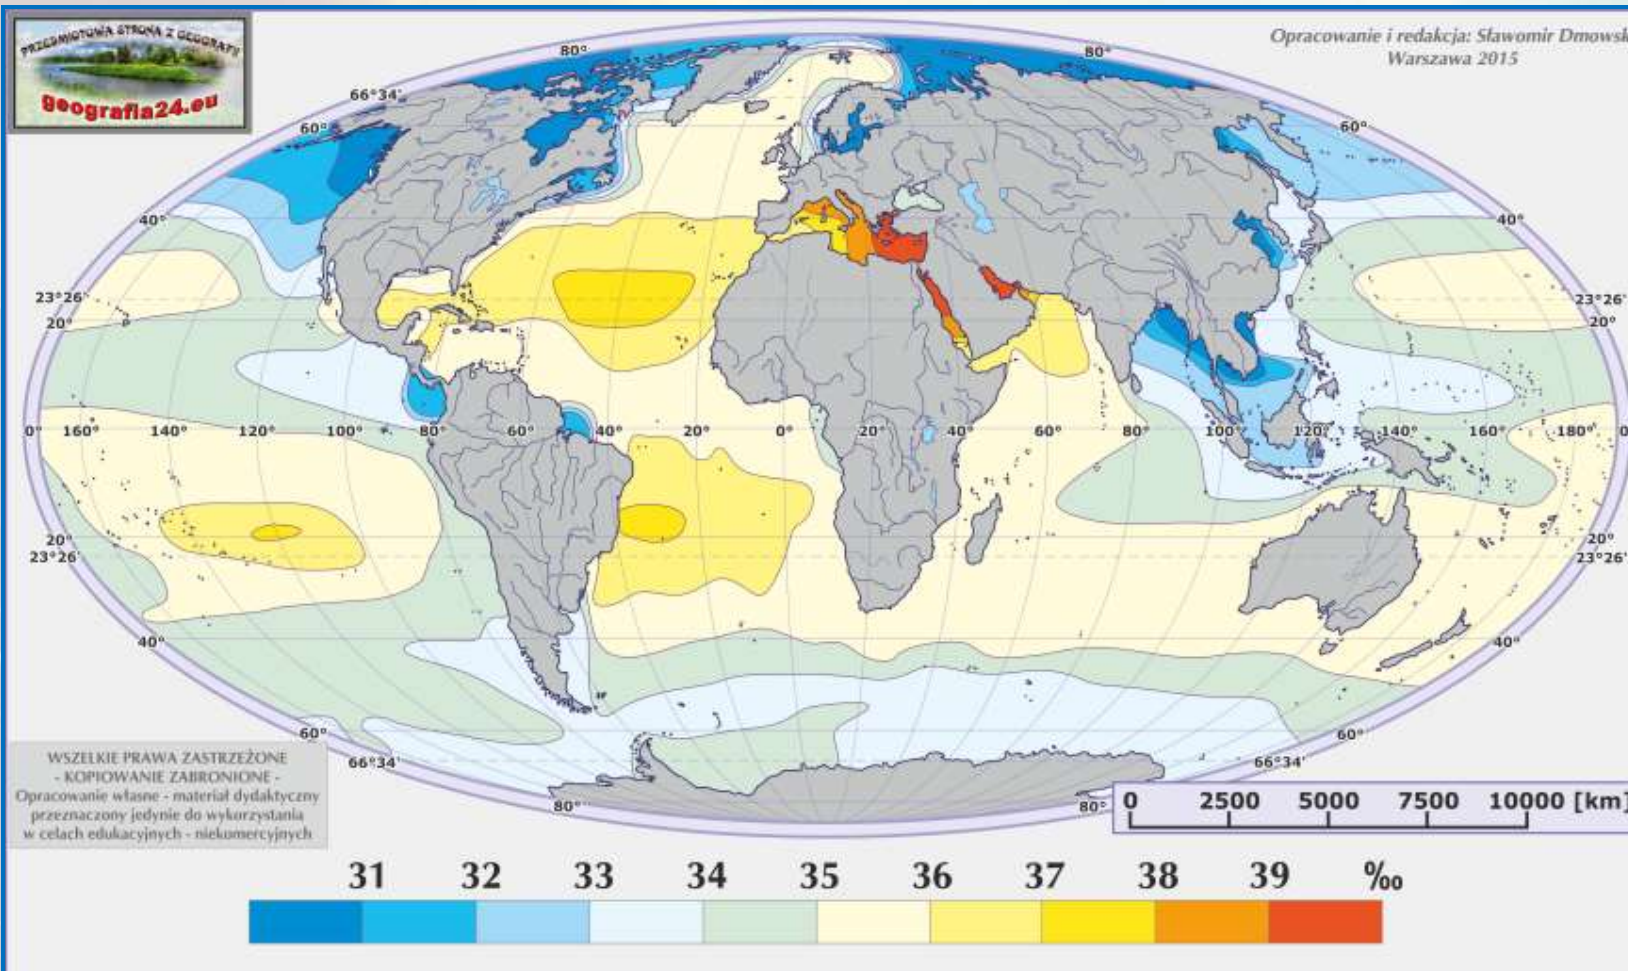 PRZEDMIOTOWA STRONA Z GEOGRAFII
geografia24.eu
Opracowanie i redakcja: Sławomir Dmowsk
Warszawa 2015
80° 80°
66°34'
60° 60°
40° 40°
23°26' 23°26'
20° 20°
0° 160° 120° 100° 80° 60° 40° 20° 0° 20° 40° 60° 80° 100° 120° 140° 160° 180° 0
20° 20°
23°26' 23°26'
40° 40°
60° 60°
66°34' 66°34'
80° 80°
WSZELKIE PRAWA ZASTRZEŻONE
- KOPIOWANIE ZABRONIONE -
Opracowanie własne - materiał dydaktyczny
przeznaczony jedynie do wykorzystania
w celach edukacyjnych - niekomercyjnych
0 2500 5000 7500 10000 [km]
31 32 33 34 35 36 37 38 39 ‰